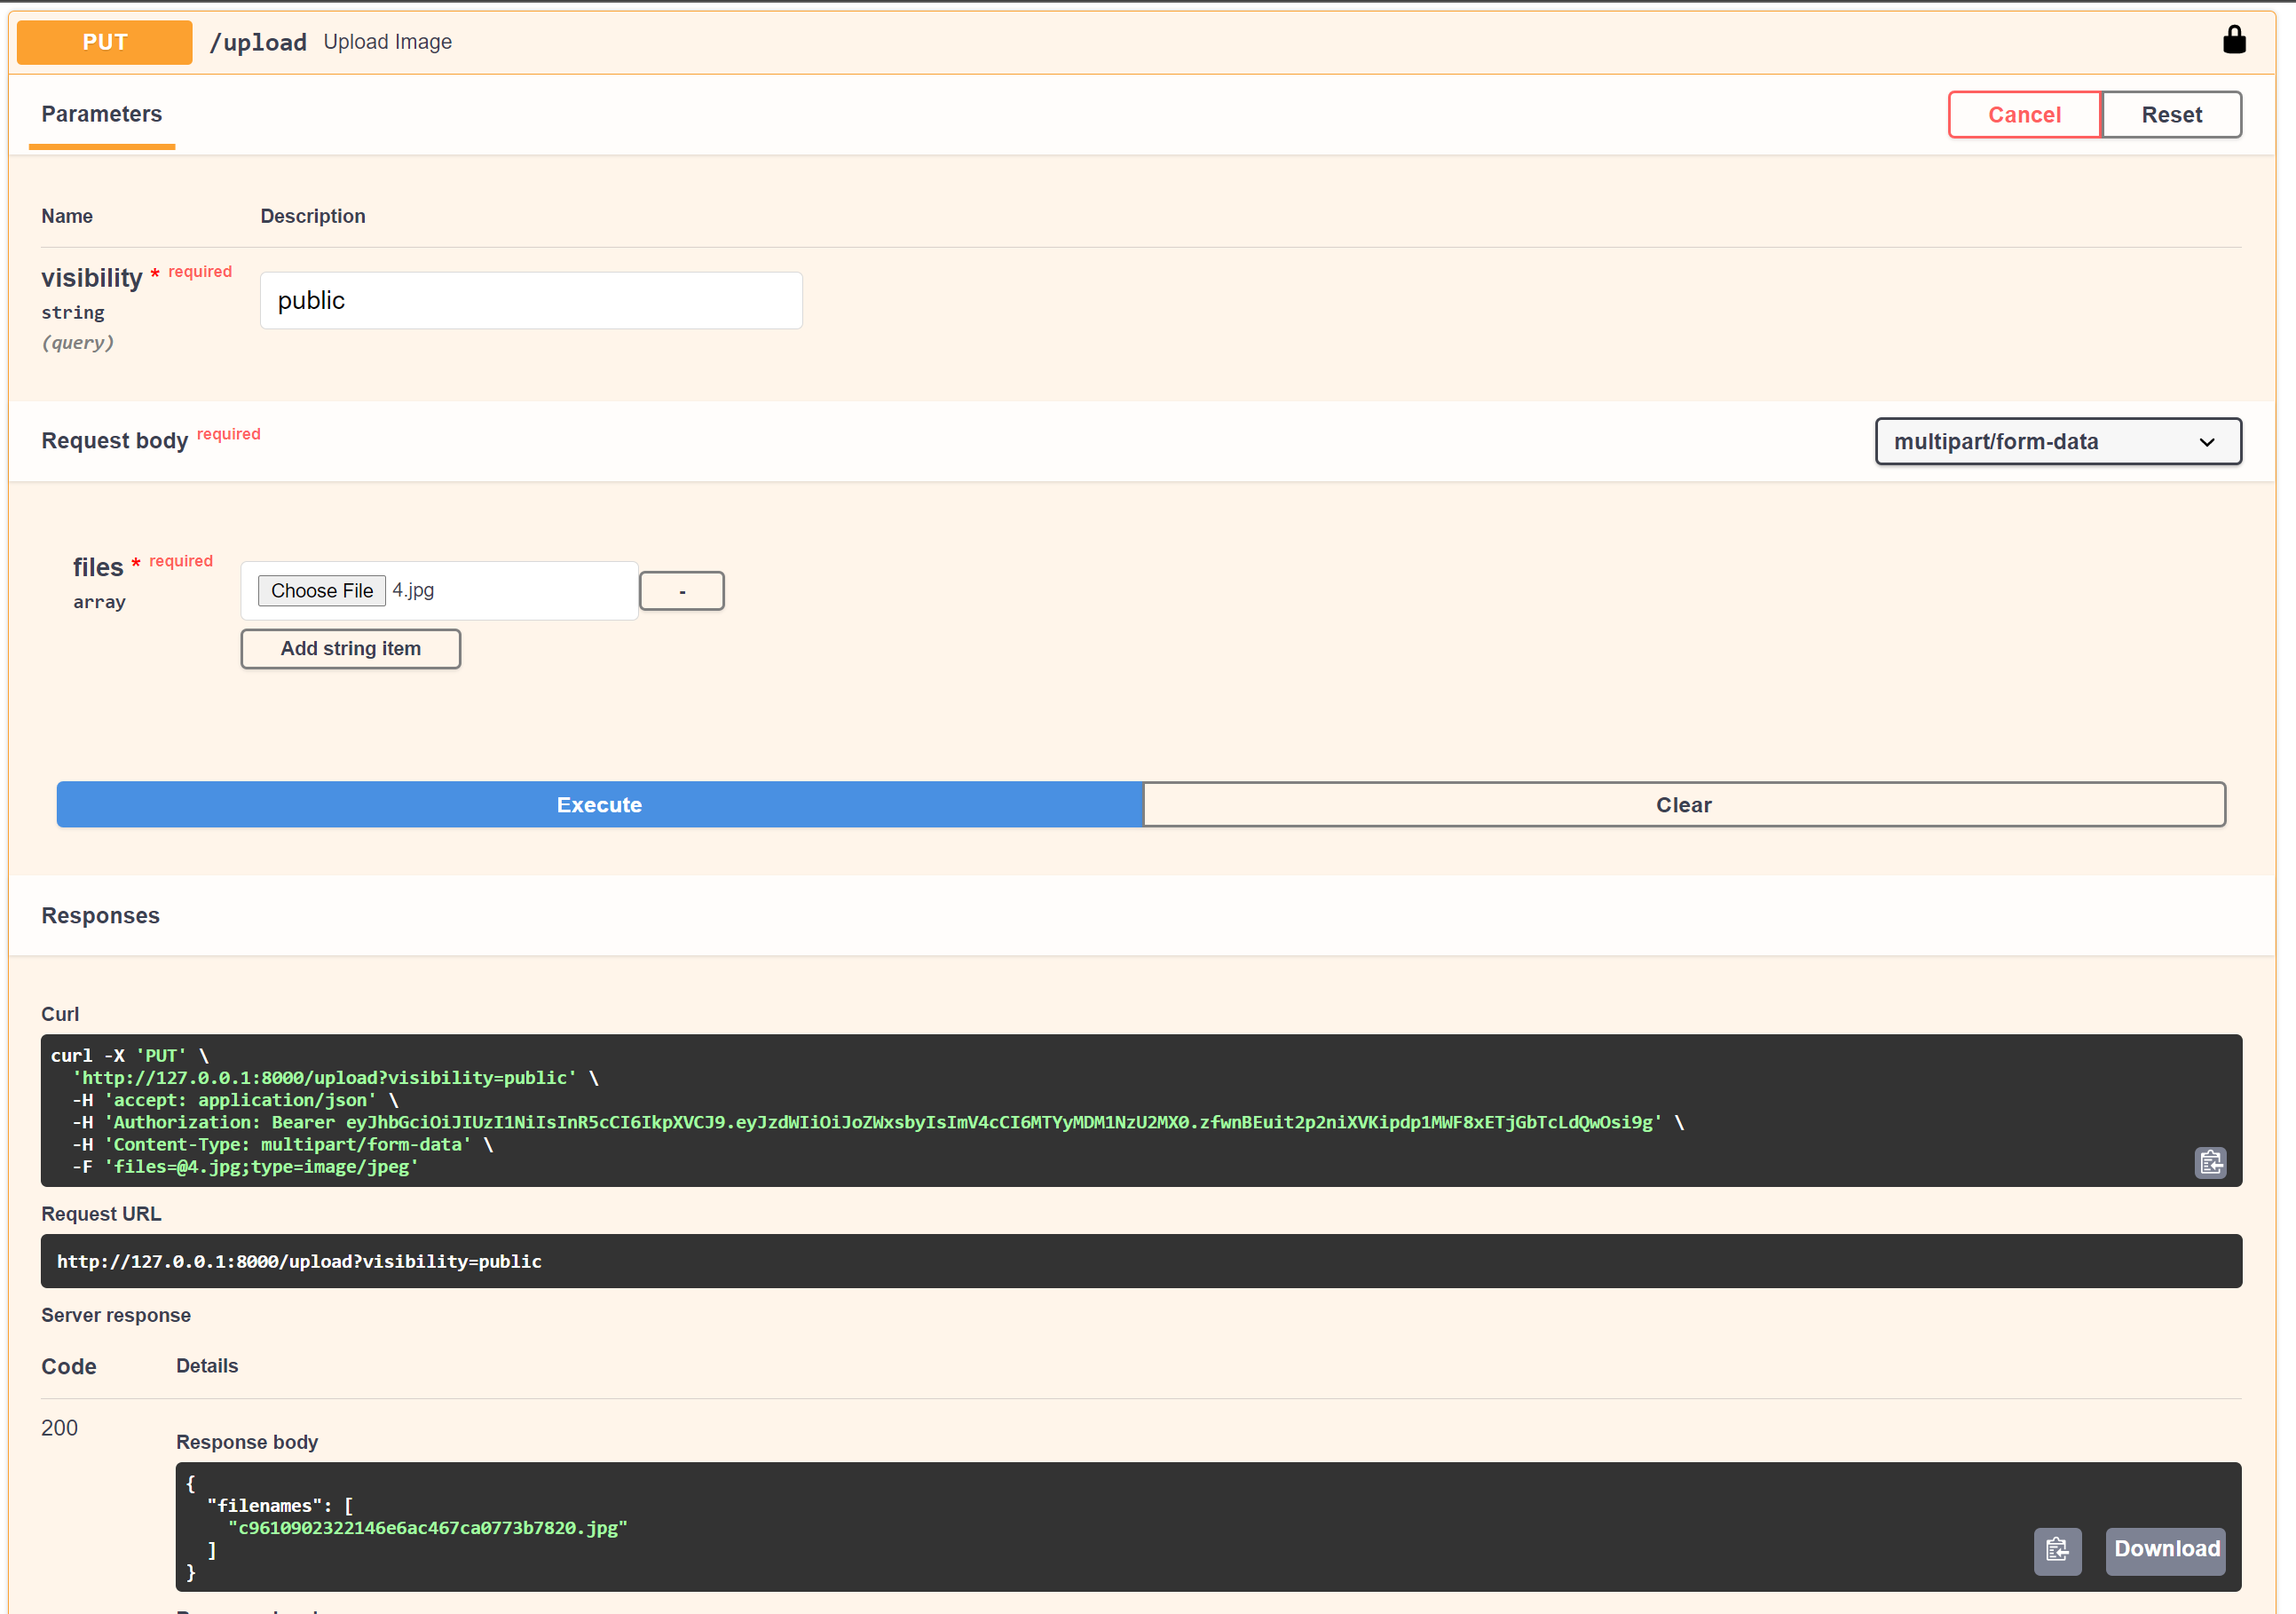 PUT /upload Upload Image
Parameters
Cancel Reset
Name Description
visibility * required
string
(query)
public
Request body required
multipart/form-data
files * required
array
Choose File 4.jpg
-
Add string item
Execute Clear
Responses
Curl
curl -X 'PUT' \
'http://127.0.0.1:8000/upload?visibility=public' \
-H 'accept: application/json' \
-H 'Authorization: Bearer eyJhbGciOiJIUzI1NiIsInR5cCI6IkpXVCJ9.eyJzdWIiOiJoZWxsbyIsImV4cCI6MTYyMDM1NzU2MX0.zfwnBEuit2p2niXVKipdp1MWF8xETjGbTcLdQwOsi9g' \
-H 'Content-Type: multipart/form-data' \
-F 'files=@4.jpg;type=image/jpeg'
Request URL
http://127.0.0.1:8000/upload?visibility=public
Server response
Code Details
200
Response body
{
"filenames": [
"c9610902322146e6ac467ca0773b7820.jpg"
]
}
Download